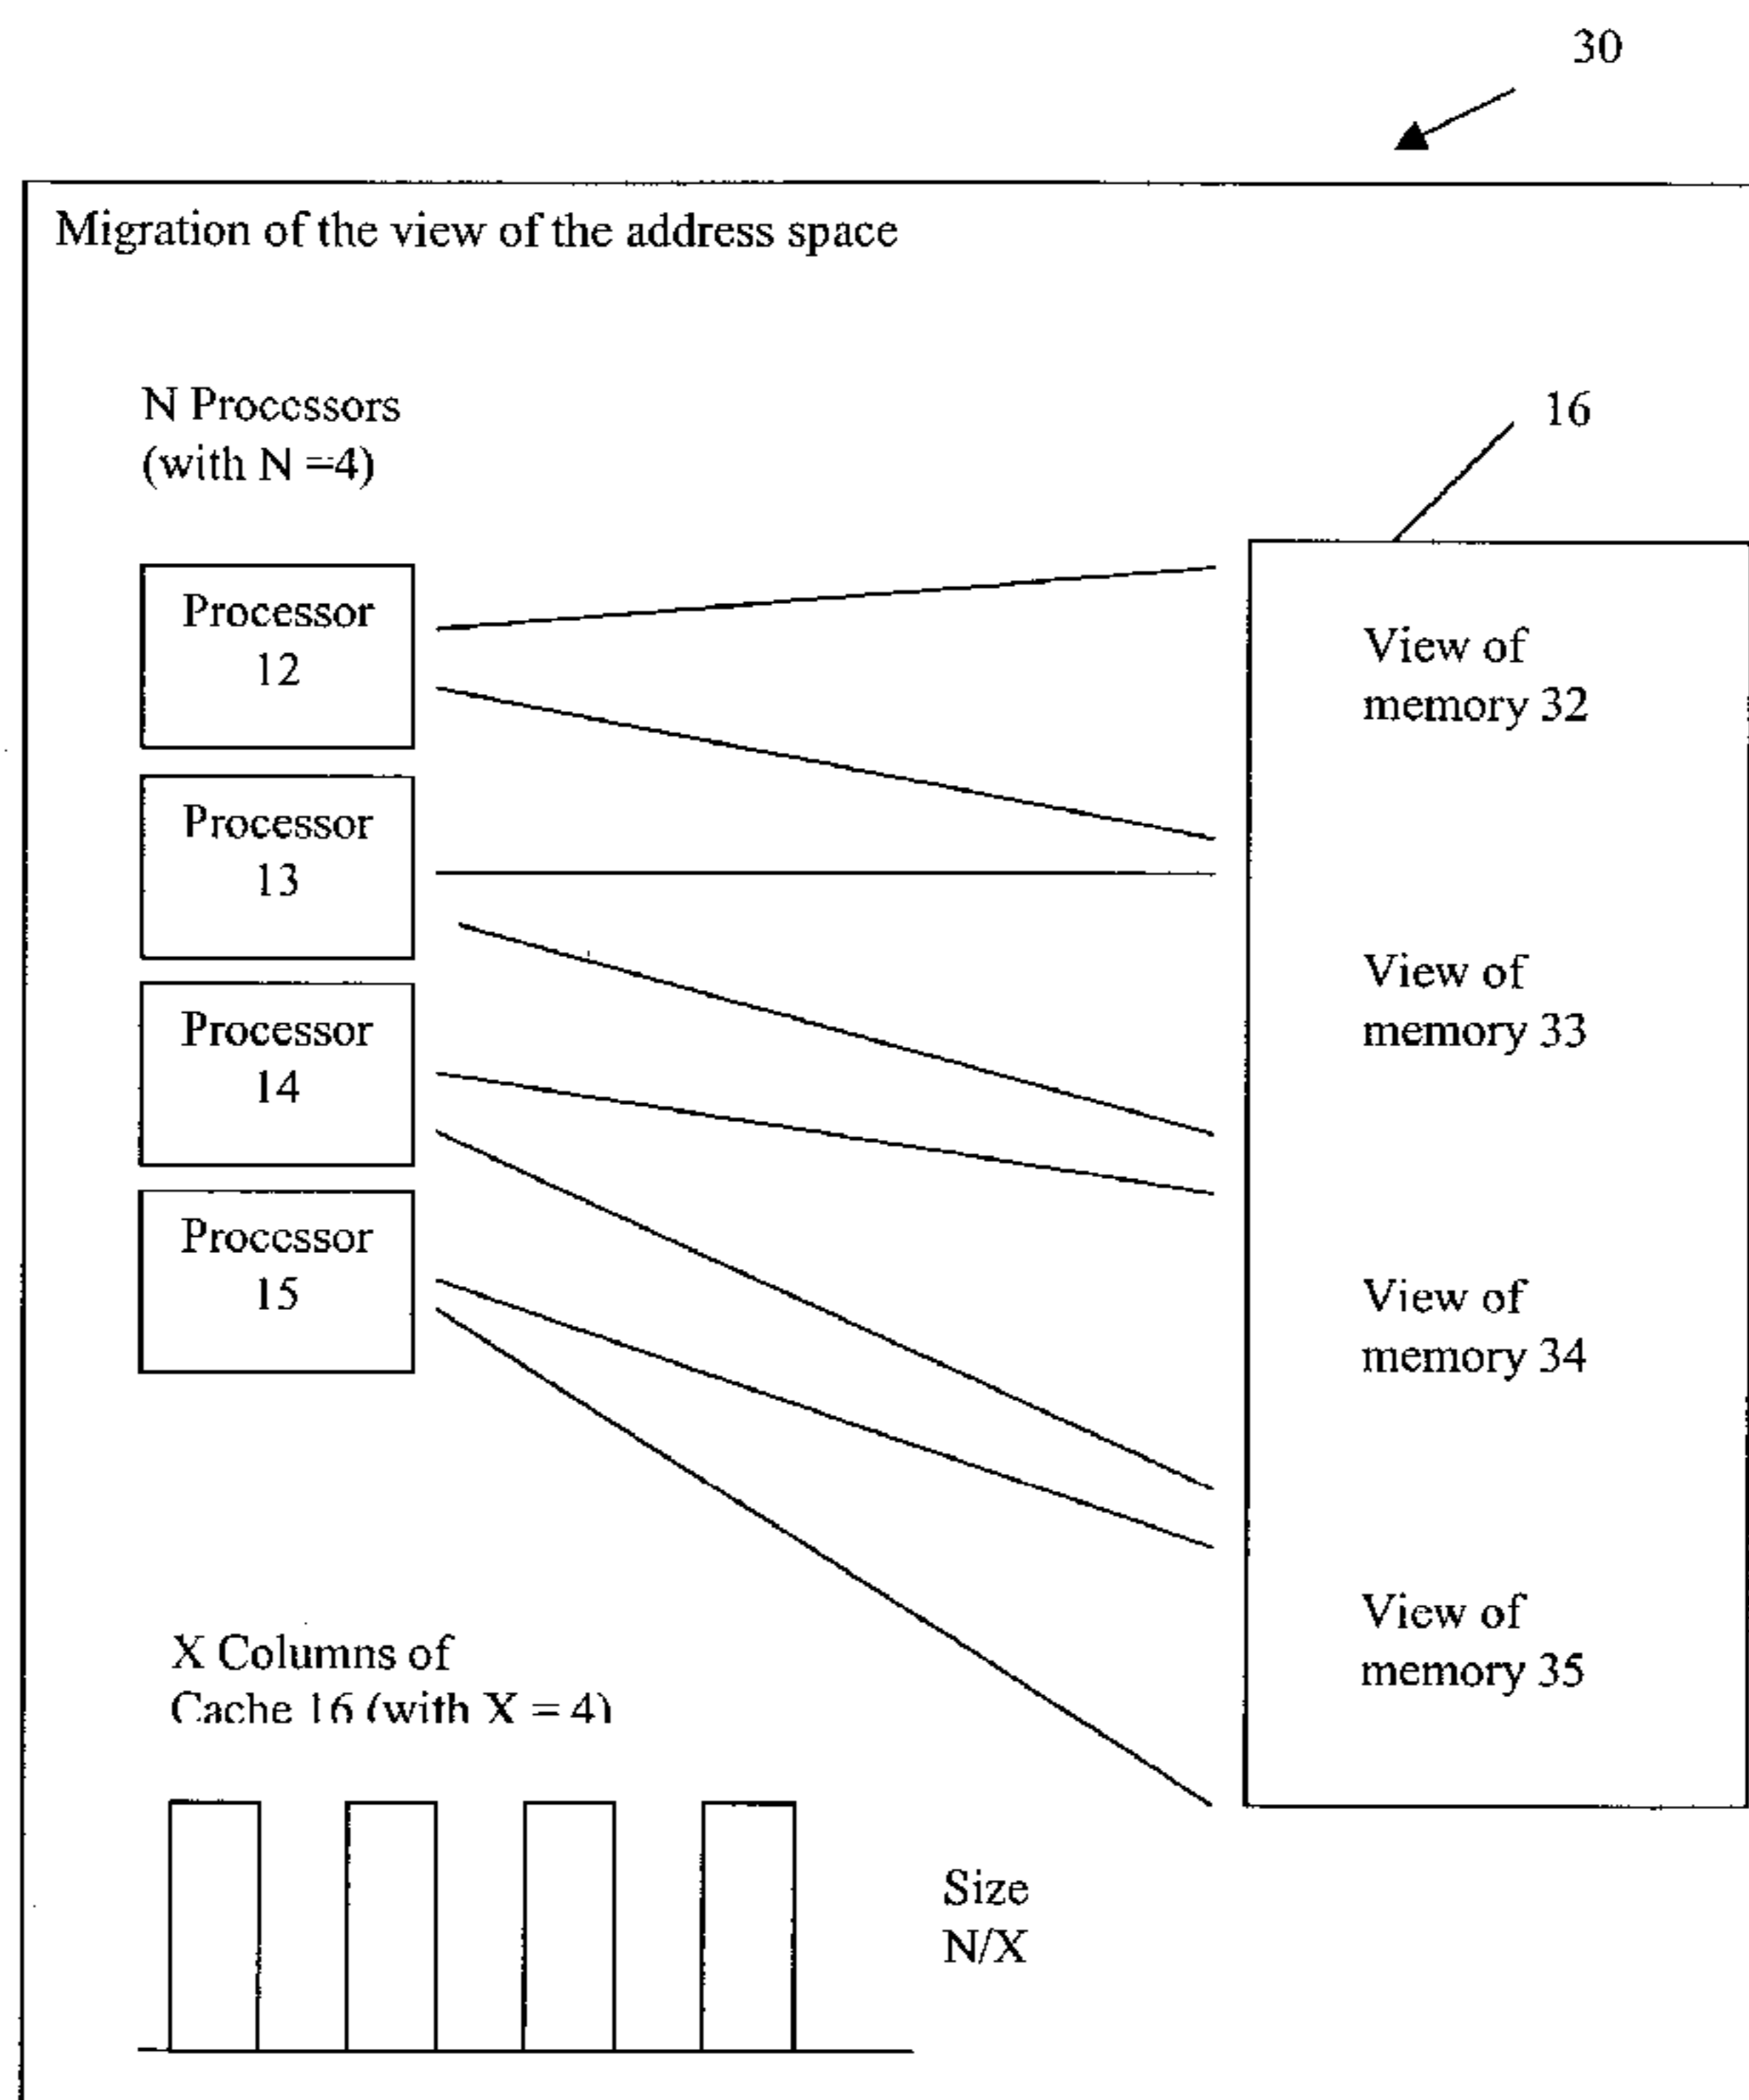 30
Migration of the view of the address space
N Processors
(with N =4)
16
Processor
12
View of
memory 32
Processor
13
View of
memory 33
Processor
14
Processor
15
View of
memory 34
View of
memory 35
X Columns of
Cache 16 (with X = 4)
Size
N/X